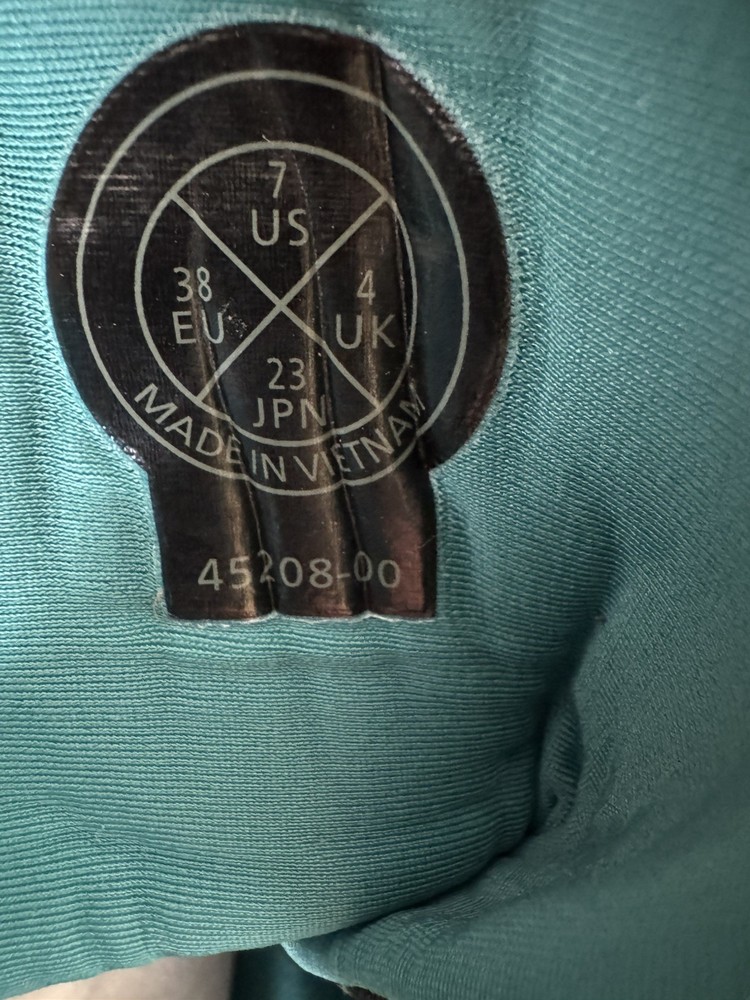 7
US
38
EU
4
UK
23
JPN
MADE IN VIETNAM
45208-00